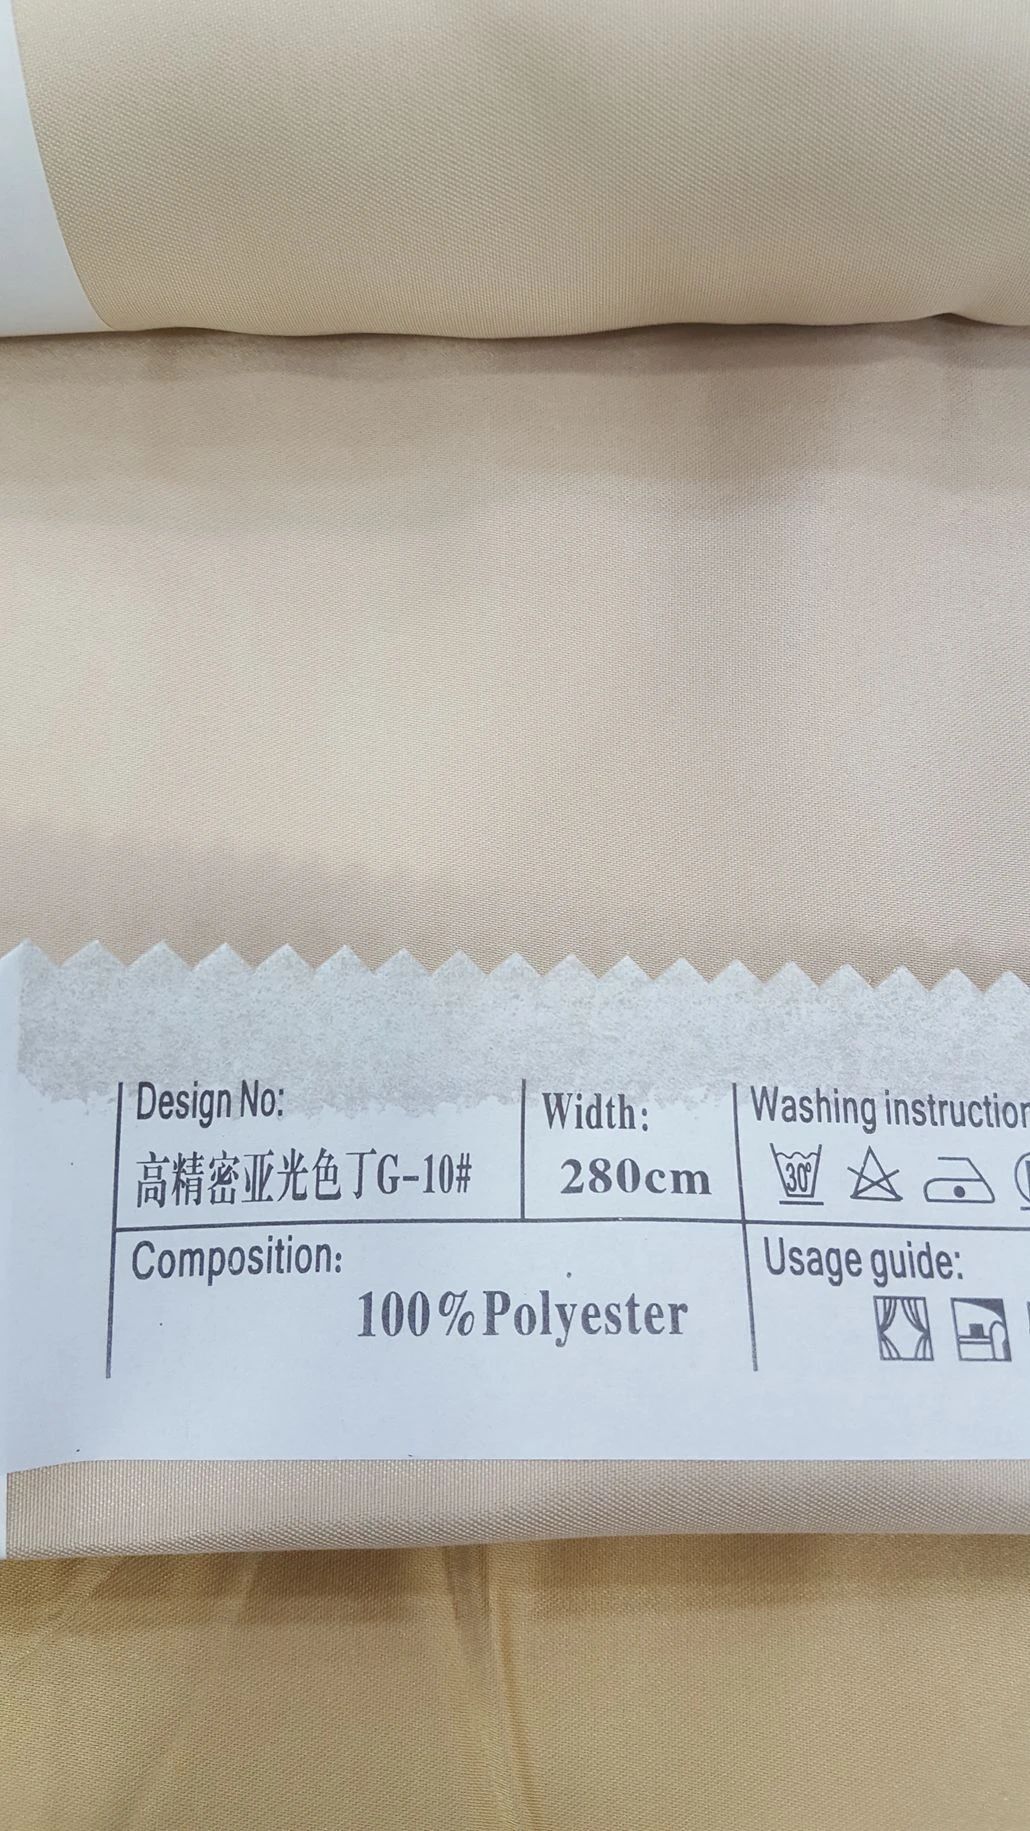 Design No:
高精密亚光色丁G-10#
Width:
280cm
Washing instruction
30°
Composition:
100%Polyester
Usage guide: